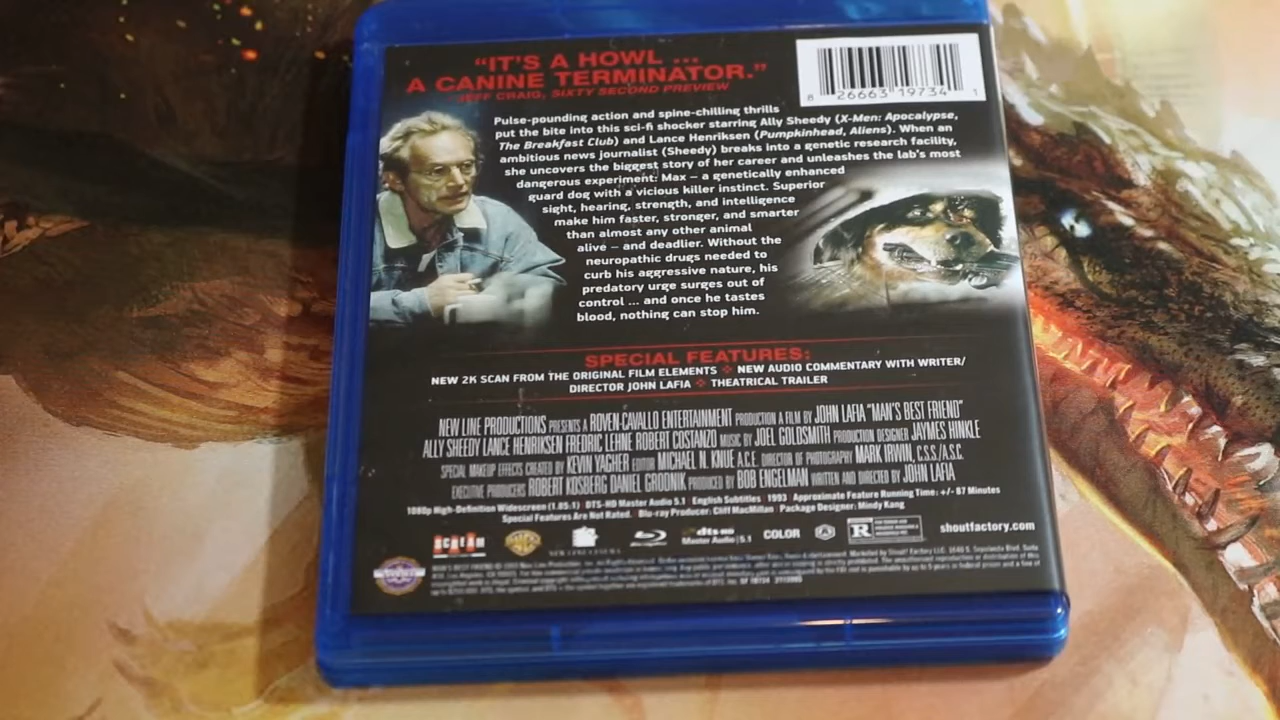 "IT'S A HOWL ...
A CANINE TERMINATOR."
- JEFF CRAIG, SIXTY SECOND PREVIEW
8 26663 19734 1
Pulse-pounding action and spine-chilling thrills
put the bite into this sci-fi shocker starring Ally Sheedy (X-Men: Apocalypse,
The Breakfast Club) and Lance Henriksen (Pumpkinhead, Aliens). When an
ambitious news journalist (Sheedy) breaks into a genetic research facility,
she uncovers the biggest story of her career and unleashes the lab's most
dangerous experiment: Max – a genetically enhanced
guard dog with a vicious killer instinct. Superior
sight, hearing, strength, and intelligence
make him faster, stronger, and smarter
than almost any other animal
alive – and deadlier. Without the
neuropathic drugs needed to
curb his aggressive nature, his
predatory urge surges out of
control ... and once he tastes
blood, nothing can stop him.
SPECIAL FEATURES:
NEW 2K SCAN FROM THE ORIGINAL FILM ELEMENTS NEW AUDIO COMMENTARY WITH WRITER/
DIRECTOR JOHN LAFIA THEATRICAL TRAILER
NEW LINE PRODUCTIONS PRESENTS A ROVEN-CAVALLO ENTERTAINMENT PRODUCTION A FILM BY JOHN LAFIA "MAN'S BEST FRIEND"
ALLY SHEEDY LANCE HENRIKSEN FREDRIC LEHNE ROBERT COSTANZO MUSIC BY JOEL GOLDSMITH PRODUCTION DESIGNER JAYMES HINKLE
SPECIAL MAKEUP EFFECTS CREATED BY KEVIN YAGHER EDITOR MICHAEL N. KNUE A.C.E. DIRECTOR OF PHOTOGRAPHY MARK IRWIN, C.S.C./A.S.C.
EXECUTIVE PRODUCERS ROBERT KOSBERG DANIEL GRODNIK PRODUCED BY BOB ENGELMAN WRITTEN AND DIRECTED BY JOHN LAFIA
1080p High-Definition Widescreen (1.85:1) DTS-HD Master Audio 5.1 English Subtitles 1993 Approximate Feature Running Time: +/- 87 Minutes
Special Features Are Not Rated. Blu-ray Producer: Cliff MacMillan Package Designer: Mindy Kang
SCREAM
WB
NEW LINE CINEMA
dts-HD
Master Audio 5.1
COLOR
R
shoutfactory.com